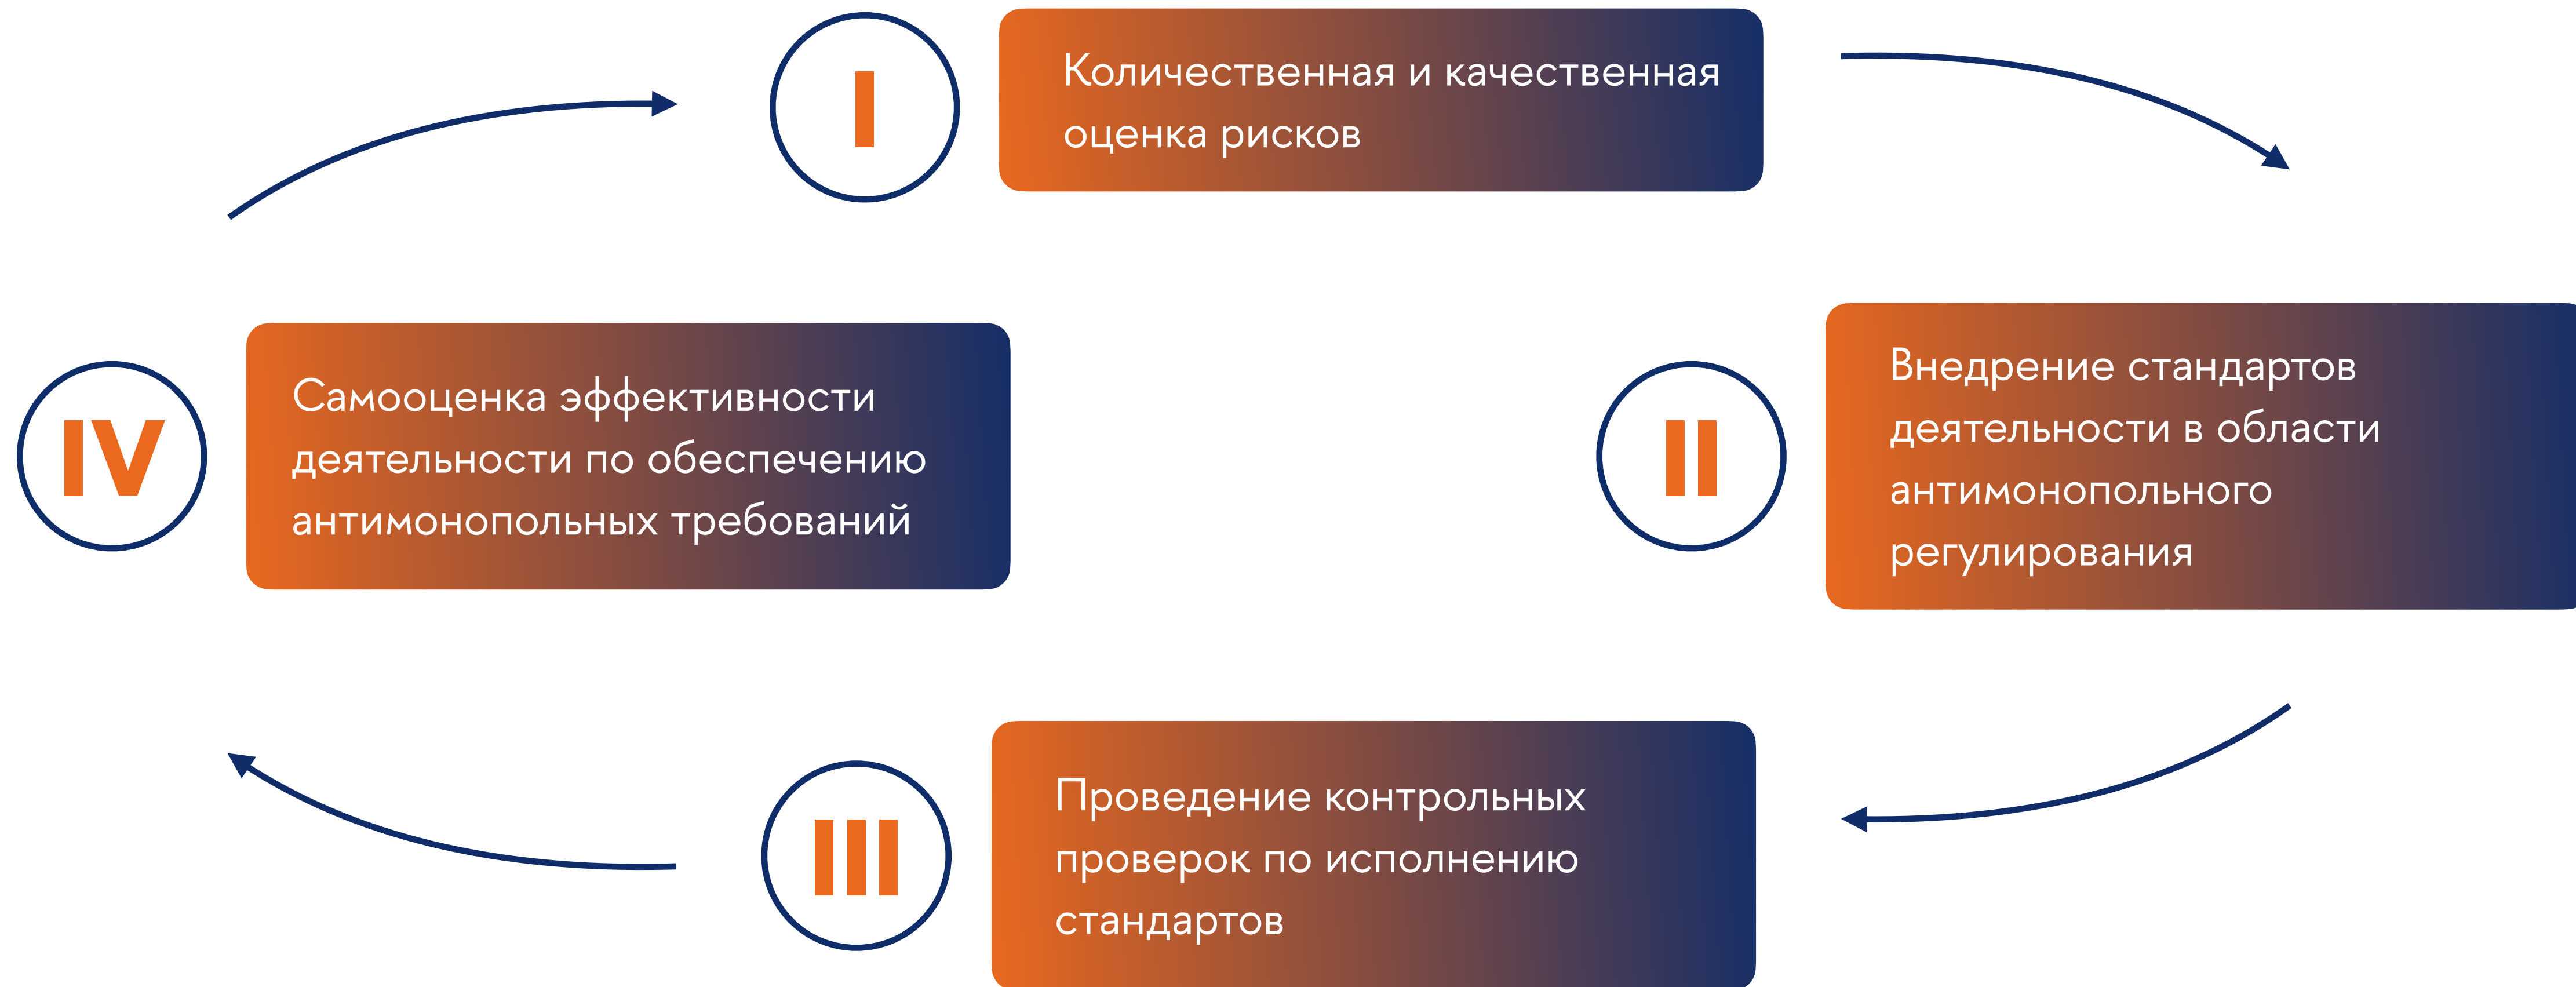 I
Количественная и качественная
оценка рисков
II
Внедрение стандартов
деятельности в области
антимонопольного
регулирования
III
Проведение контрольных
проверок по исполнению
стандартов
IV
Самооценка эффективности
деятельности по обеспечению
антимонопольных требований